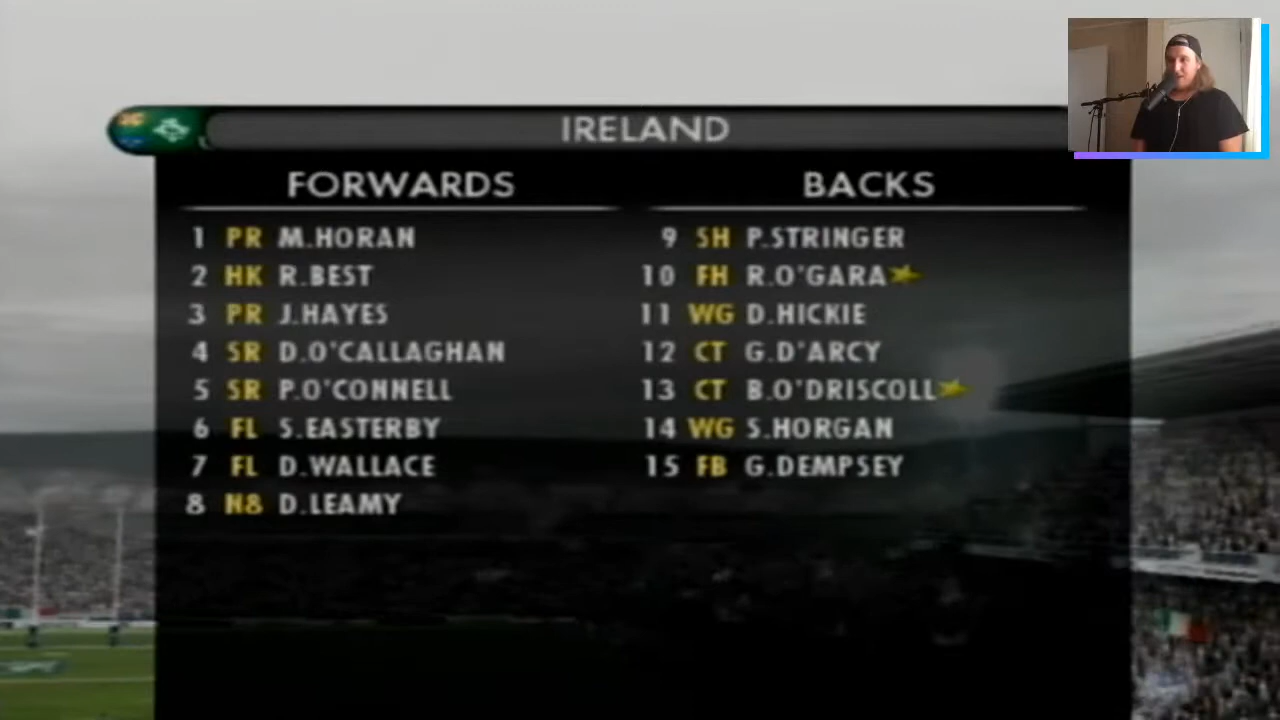 IRELAND
FORWARDS
1 PR M.HORAN
2 HK R.BEST
3 PR J.HAYES
4 SR D.O'CALLAGHAN
5 SR P.O'CONNELL
6 FL S.EASTERBY
7 FL D.WALLACE
8 N8 D.LEAMY
BACKS
9 SH P.STRINGER
10 FH R.O'GARA
11 WG D.HICKIE
12 CT G.D'ARCY
13 CT B.O'DRISCOLL
14 WG S.HORGAN
15 FB G.DEMPSEY